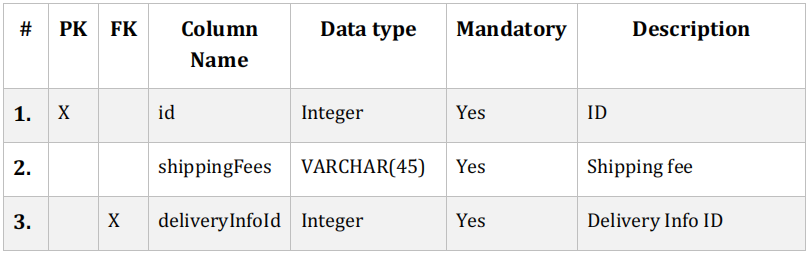 # PK FK Column Name Data type Mandatory Description
1. X id Integer Yes ID
2. shippingFees VARCHAR(45) Yes Shipping fee
3. X deliveryInfoId Integer Yes Delivery Info ID